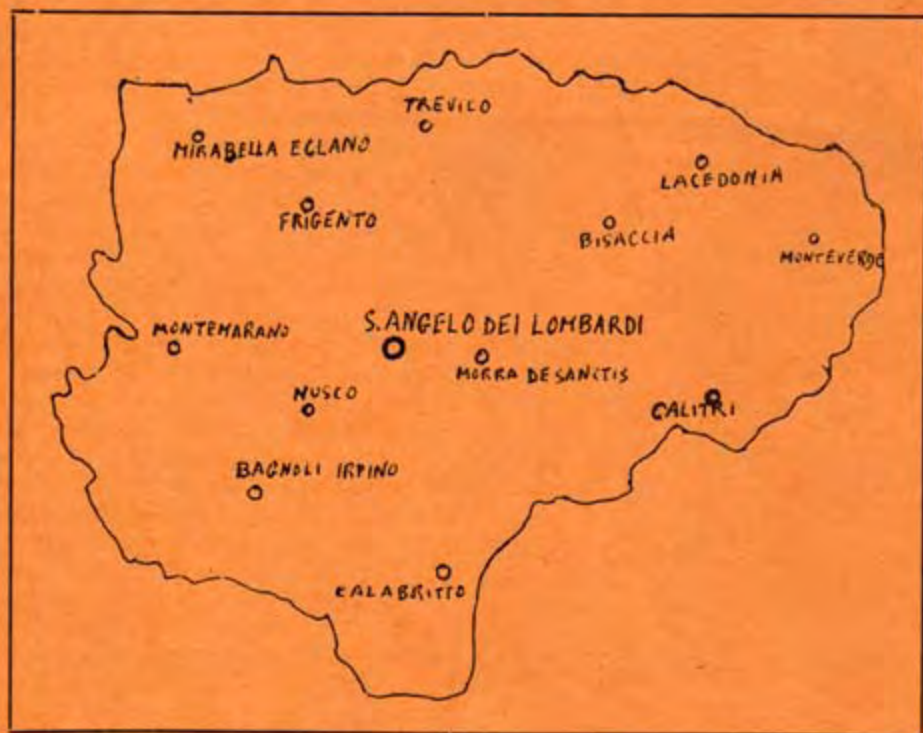 TREVICO
MIRABELLA ECLANO
LACEDONIA
FRIGENTO
BISACCIA
MONTEVERDE
MONTEMARANO
S. ANGELO DEI LOMBARDI
MORRA DE SANCTIS
NUSCO
CALITRI
BAGNOLI IRPINO
CALABRITTO